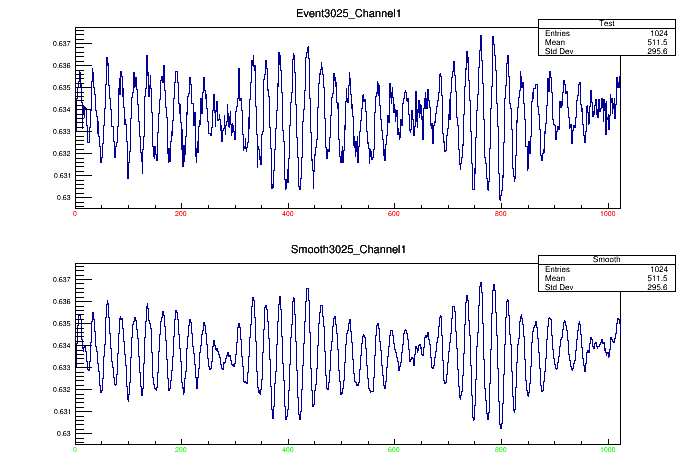 Event3025_Channel1
Test
Entries 1024
Mean 511.5
Std Dev 295.6
0.637
0.636
0.635
0.634
0.633
0.632
0.631
0.63
0 200 400 600 800 1000
Smooth3025_Channel1
Smooth
Entries 1024
Mean 511.5
Std Dev 295.6
0.637
0.636
0.635
0.634
0.633
0.632
0.631
0.63
0 200 400 600 800 1000